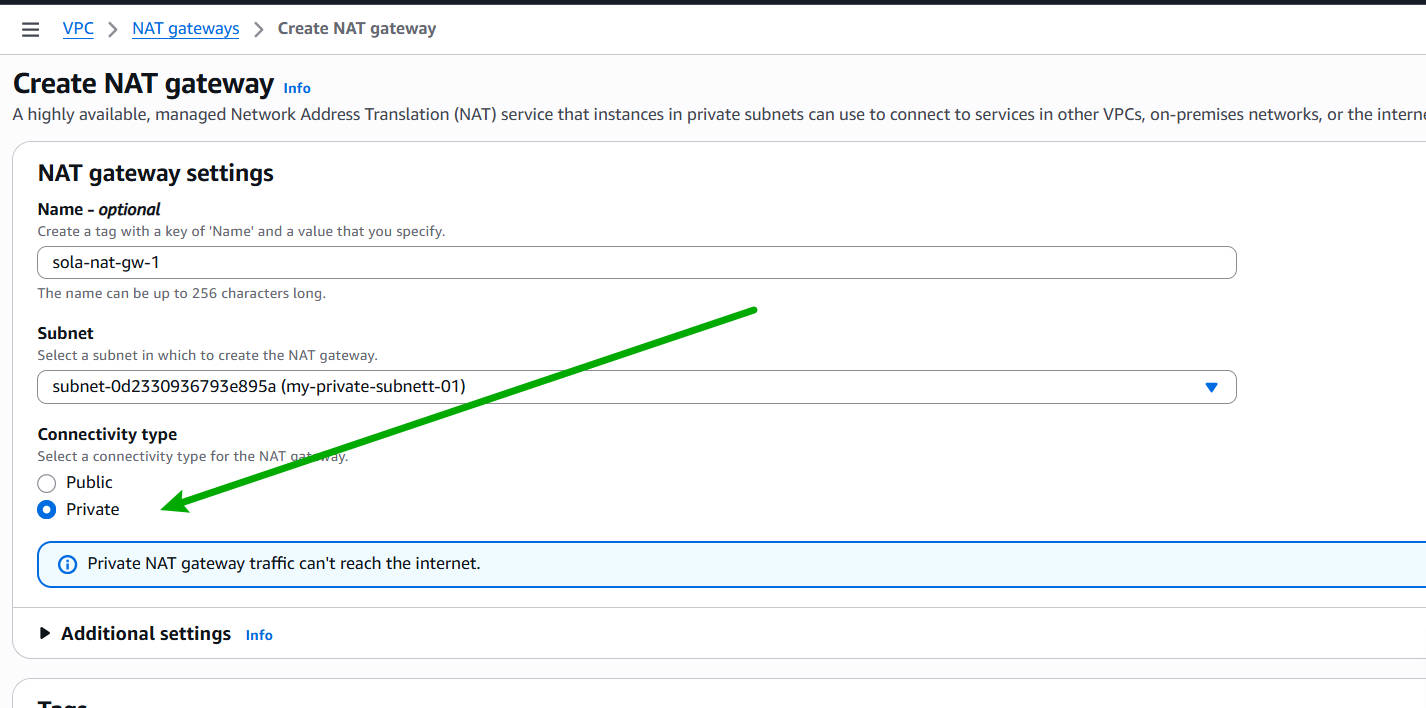 VPC > NAT gateways > Create NAT gateway
Create NAT gateway Info
A highly available, managed Network Address Translation (NAT) service that instances in private subnets can use to connect to services in other VPCs, on-premises networks, or the interne
NAT gateway settings
Name - optional
Create a tag with a key of 'Name' and a value that you specify.
sola-nat-gw-1
The name can be up to 256 characters long.
Subnet
Select a subnet in which to create the NAT gateway.
subnet-0d2330936793e895a (my-private-subnett-01)
Connectivity type
Select a connectivity type for the NAT gateway.
Public
Private
Private NAT gateway traffic can't reach the internet.
Additional settings Info
Tags